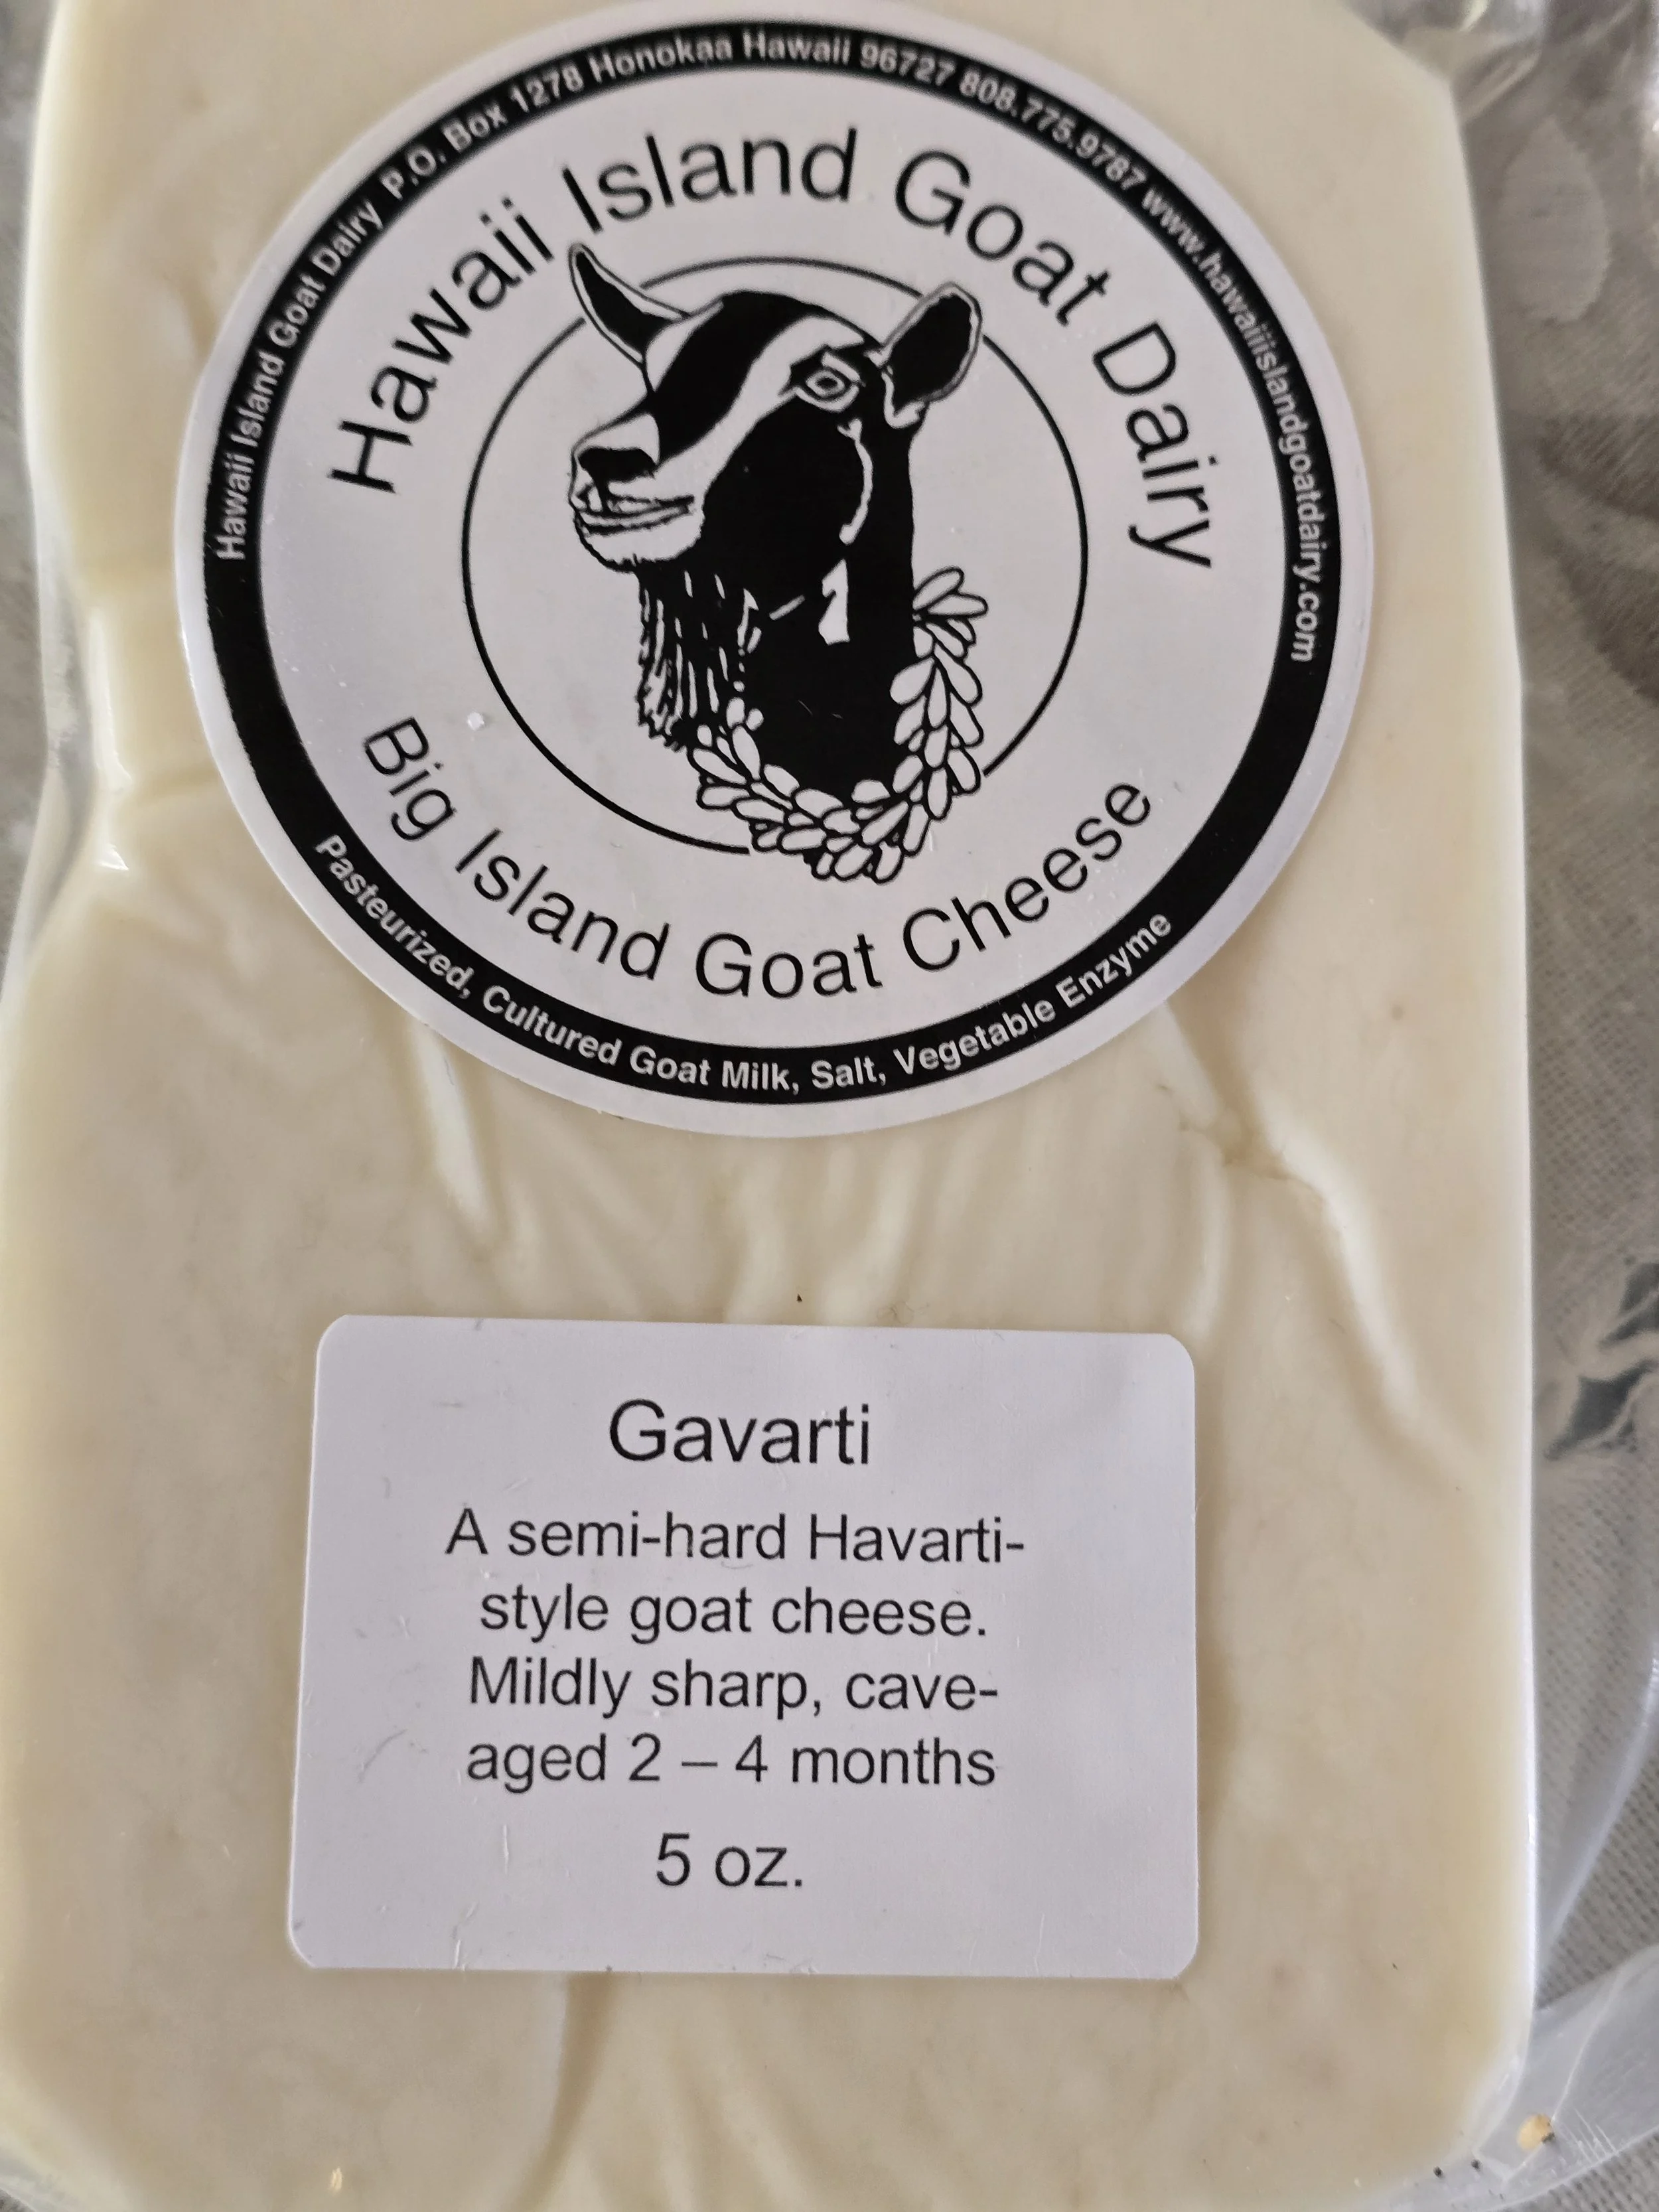 Hawaii Island Goat Dairy P.O. Box 1278 Honokaa Hawaii 96727 808.775.9787 www.hawaiiislandgoatdairy.com
Hawaii Island Goat Dairy
Big Island Goat Cheese
Pasteurized, Cultured Goat Milk, Salt, Vegetable Enzyme
Gavarti
A semi-hard Havarti-
style goat cheese.
Mildly sharp, cave-
aged 2 – 4 months
5 oz.